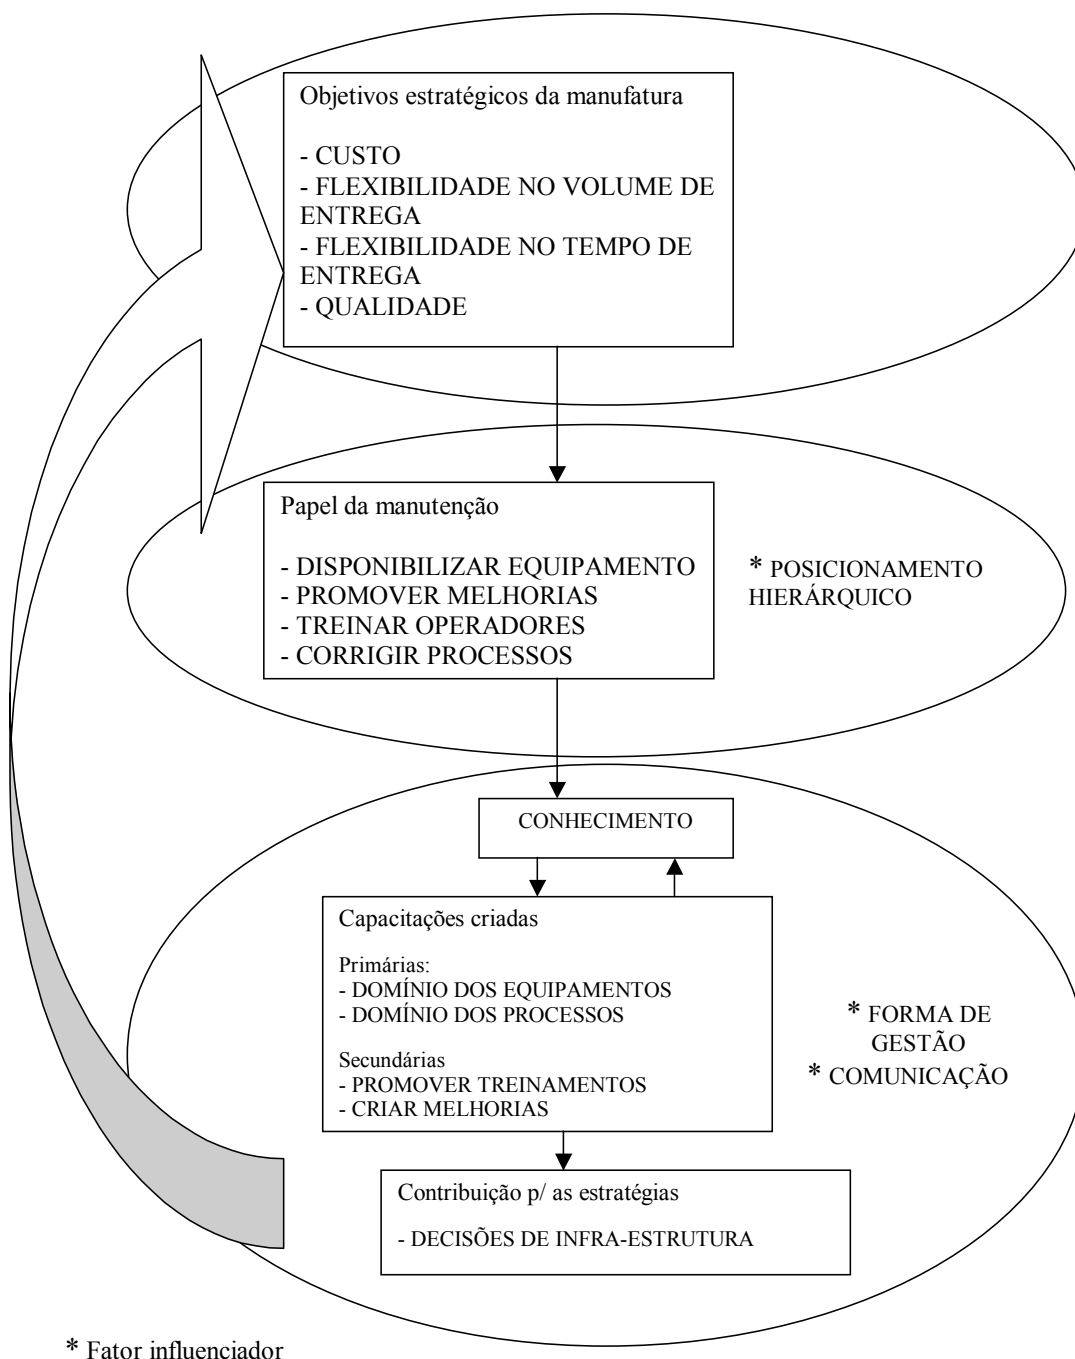 Objetivos estratégicos da manufatura
- CUSTO
- FLEXIBILIDADE NO VOLUME DE
ENTREGA
- FLEXIBILIDADE NO TEMPO DE
ENTREGA
- QUALIDADE
Papel da manutenção
- DISPONIBILIZAR EQUIPAMENTO
- PROMOVER MELHORIAS
- TREINAR OPERADORES
- CORRIGIR PROCESSOS
* POSICIONAMENTO
HIERÁRQUICO
CONHECIMENTO
Capacitações criadas
Primárias:
- DOMÍNIO DOS EQUIPAMENTOS
- DOMÍNIO DOS PROCESSOS
Secundárias
- PROMOVER TREINAMENTOS
- CRIAR MELHORIAS
* FORMA DE
GESTÃO
* COMUNICAÇÃO
Contribuição p/ as estratégias
- DECISÕES DE INFRA-ESTRUTURA
* Fator influenciador